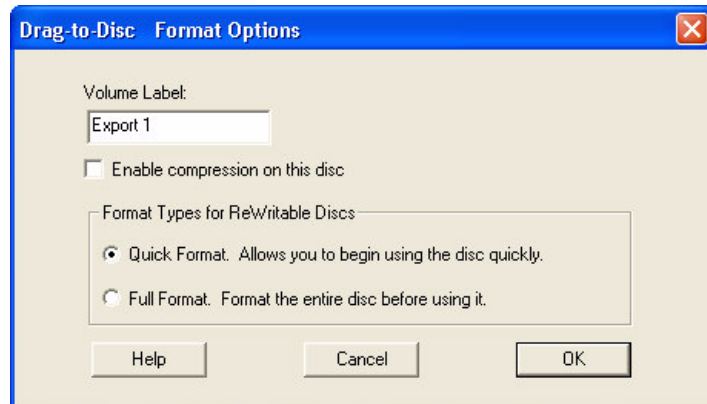 Drag-to-Disc Format Options
Volume Label:
Export 1
Enable compression on this disc
Format Types for ReWritable Discs
Quick Format. Allows you to begin using the disc quickly.
Full Format. Format the entire disc before using it.
Help Cancel OK